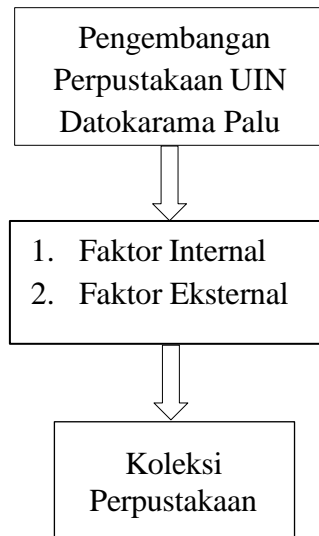 Pengembangan
Perpustakaan UIN
Datokarama Palu
1. Faktor Internal
2. Faktor Eksternal
Koleksi
Perpustakaan